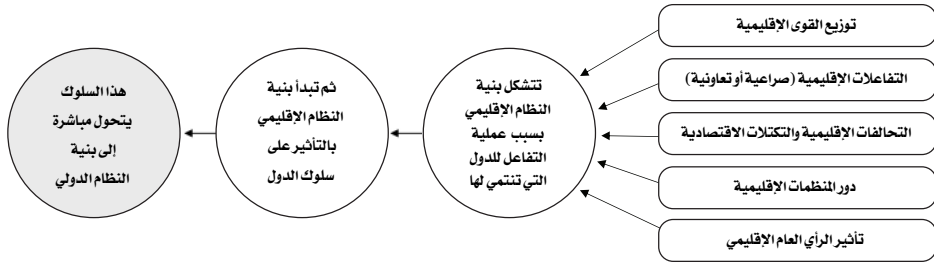 توزيع القوى الإقليمية
التفاعلات الإقليمية (صراعية أو تعاونية)
التحالفات الإقليمية والتكتلات الاقتصادية
دور المنظمات الإقليمية
تأثير الرأي العام الإقليمي
تتشكل بنية
النظام الإقليمي
بسبب عملية
التفاعل للدول
التي تنتمي لها
ثم تبدأ بنية
النظام الإقليمي
بالتأثير على
سلوك الدول
هذا السلوك
يتحول مباشرة
إلى بنية
النظام الدولي